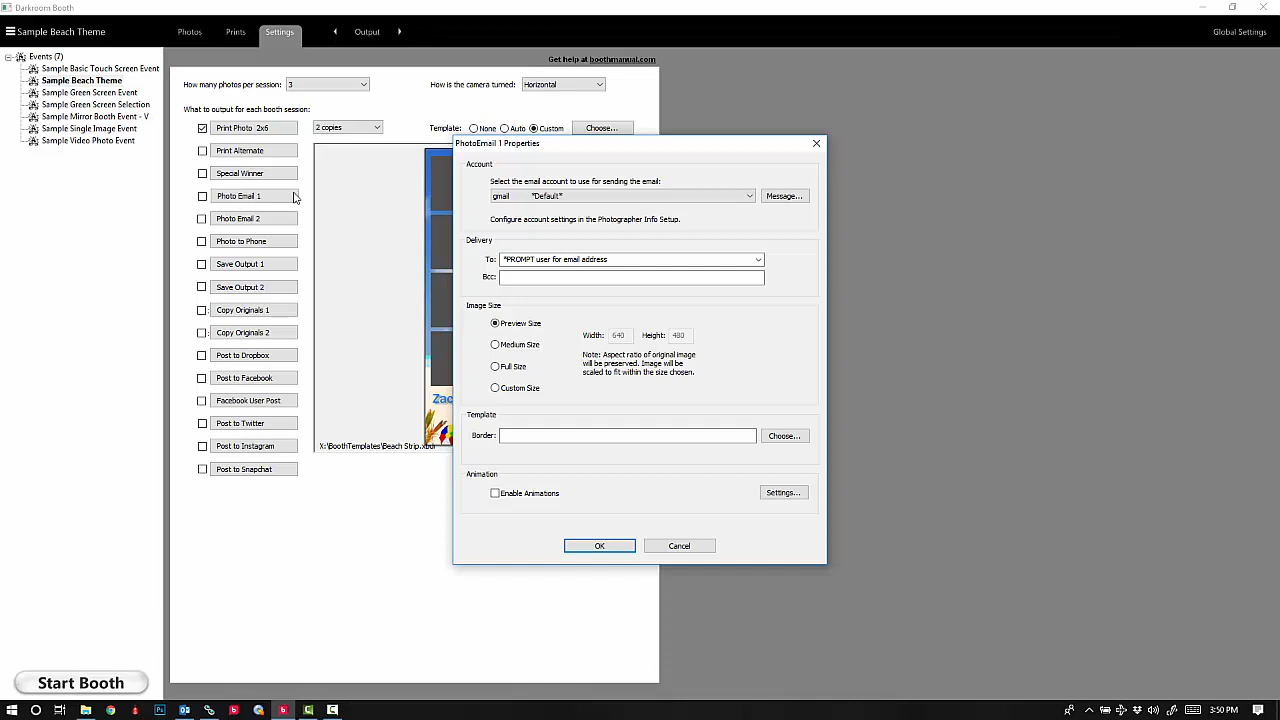 Darkroom Booth
Sample Beach Theme
Photos
Prints
Settings
Output
Global Settings
Events (7)
Sample Basic Touch Screen Event
Sample Beach Theme
Sample Green Screen Event
Sample Green Screen Selection
Sample Mirror Booth Event - V
Sample Single Image Event
Sample Video Photo Event
Get help at boothmanual.com
How many photos per session: 3
How is the camera turned: Horizontal
What to output for each booth session:
Print Photo 2x6
2 copies
Template: None Auto Custom Choose...
Print Alternate
Special Winner
Photo Email 1
Photo Email 2
Photo to Phone
Save Output 1
Save Output 2
Copy Originals 1
Copy Originals 2
Post to Dropbox
Post to Facebook
Facebook User Post
Post to Twitter
Post to Instagram
Post to Snapchat
Zac
X:\BoothTemplates\Beach Strip.xbdr
PhotoEmail 1 Properties
Account
Select the email account to use for sending the email:
gmail *Default*
Message...
Configure account settings in the Photographer Info Setup.
Delivery
To: *PROMPT user for email address
Bcc:
Image Size
Preview Size
Medium Size
Full Size
Custom Size
Width: 640 Height: 480
Note: Aspect ratio of original image
will be preserved. Image will be
scaled to fit within the size chosen.
Template
Border: Choose...
Animation
Enable Animations
Settings...
OK
Cancel
Start Booth
3:50 PM